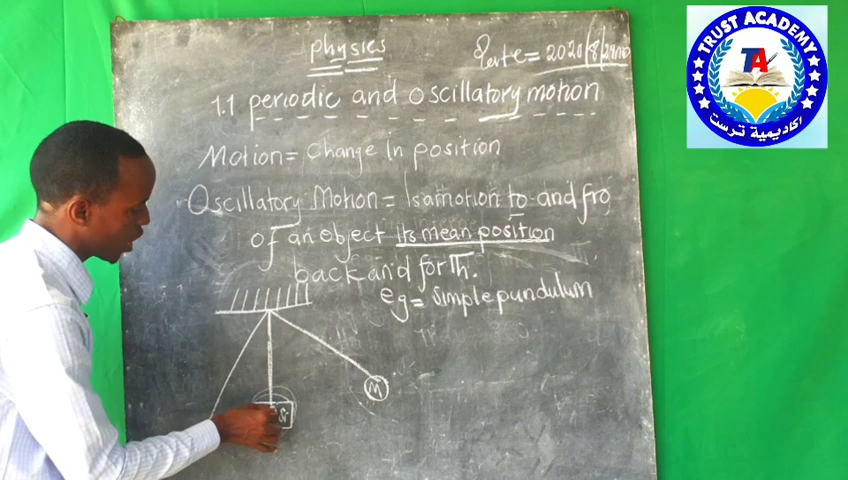 physics
Date = 2020/8/24
1.1 periodic and oscillatory motion
Motion = Change In position
Oscillatory Motion = Is a motion to and fro
of an object Its mean position
back and forth.
eg = simple pundulum
M
TRUST ACADEMY
TA
اكاديمية ترست